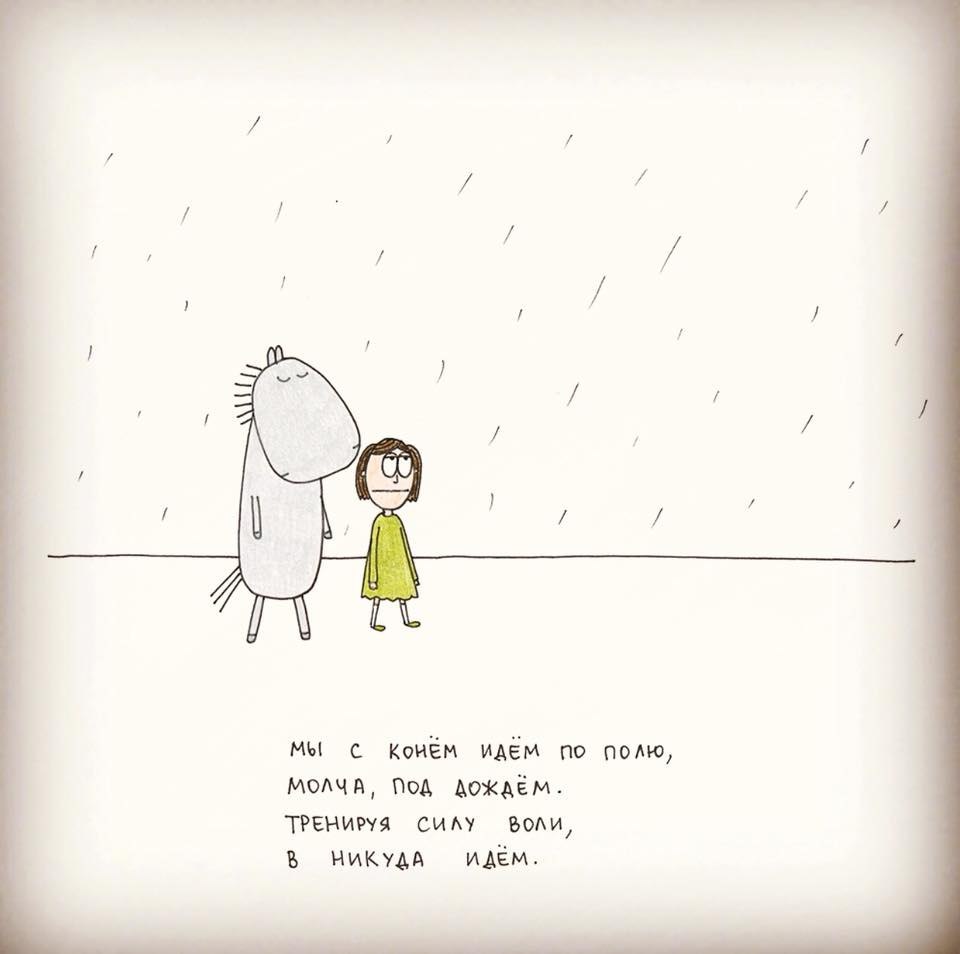 МЫ С КОНЁМ ИДЁМ ПО ПОЛЮ,
МОЛЧА, ПОД ДОЖДЁМ.
ТРЕНИРУЯ СИЛУ ВОЛИ,
В НИКУДА ИДЁМ.